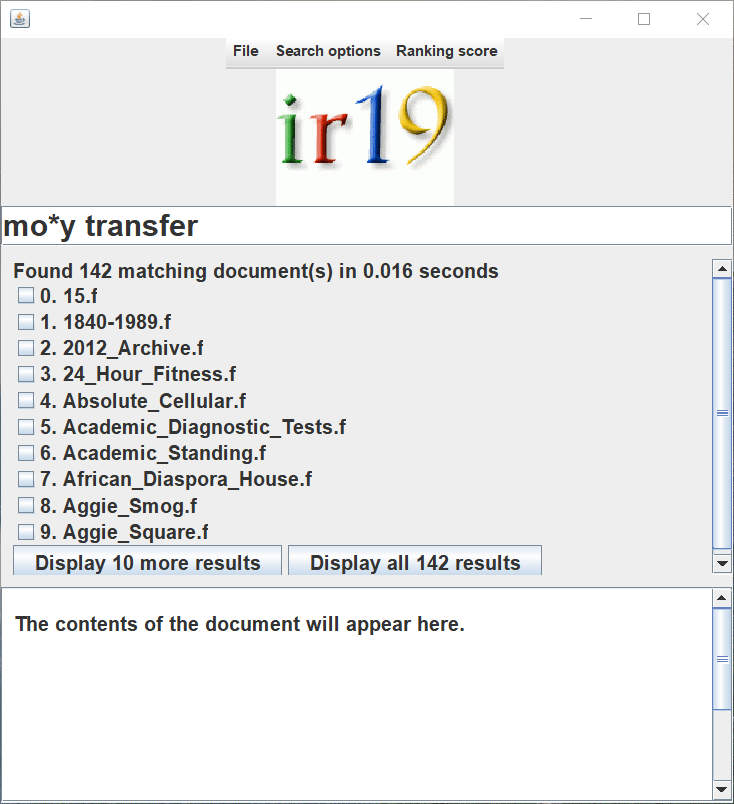 File Search options Ranking score
ir19
mo*y transfer
Found 142 matching document(s) in 0.016 seconds
0. 15.f
1. 1840-1989.f
2. 2012_Archive.f
3. 24_Hour_Fitness.f
4. Absolute_Cellular.f
5. Academic_Diagnostic_Tests.f
6. Academic_Standing.f
7. African_Diaspora_House.f
8. Aggie_Smog.f
9. Aggie_Square.f
Display 10 more results Display all 142 results
The contents of the document will appear here.